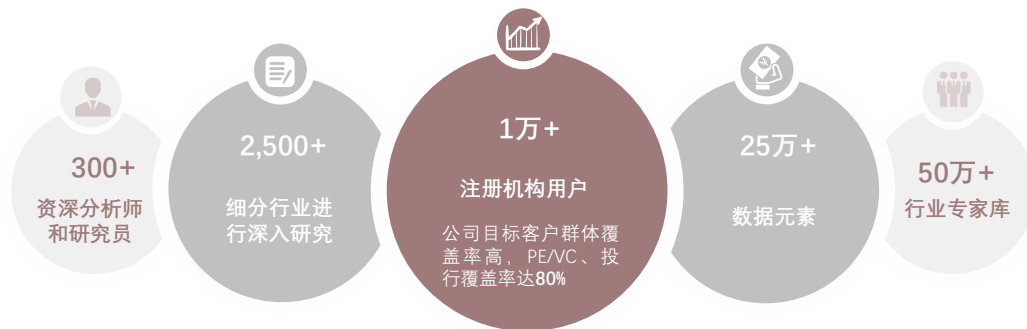 300+
资深分析师
和研究员
2,500+
细分行业进
行深入研究
1万+
注册机构用户
公司目标客户群体覆
盖率高，PE/VC、投
行覆盖率达80%
25万+
数据元素
50万+
行业专家库